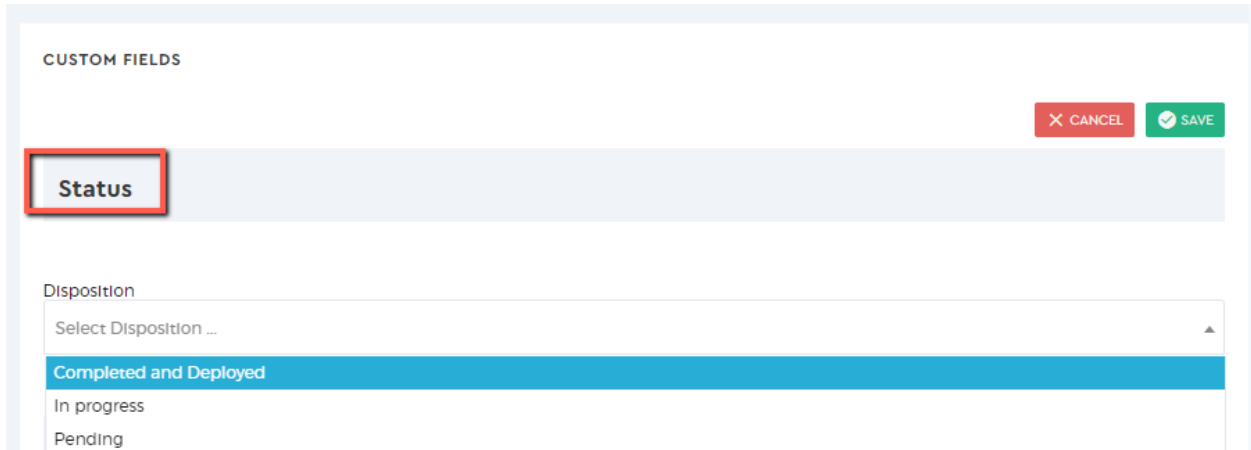 CUSTOM FIELDS
CANCEL
SAVE
Status
Disposition
Select Disposition ...
Completed and Deployed
In progress
Pending